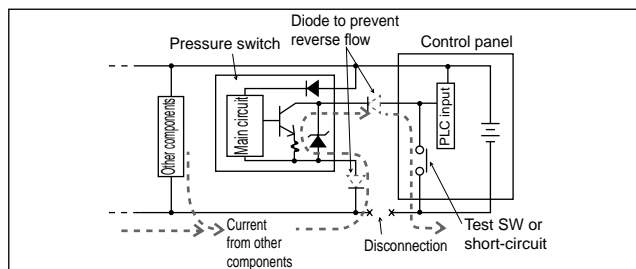 Diode to prevent
reverse flow
Pressure switch
Control panel
Other components
Main circuit
PLC input
Current
from other
components
Disconnection
Test SW or
short-circuit